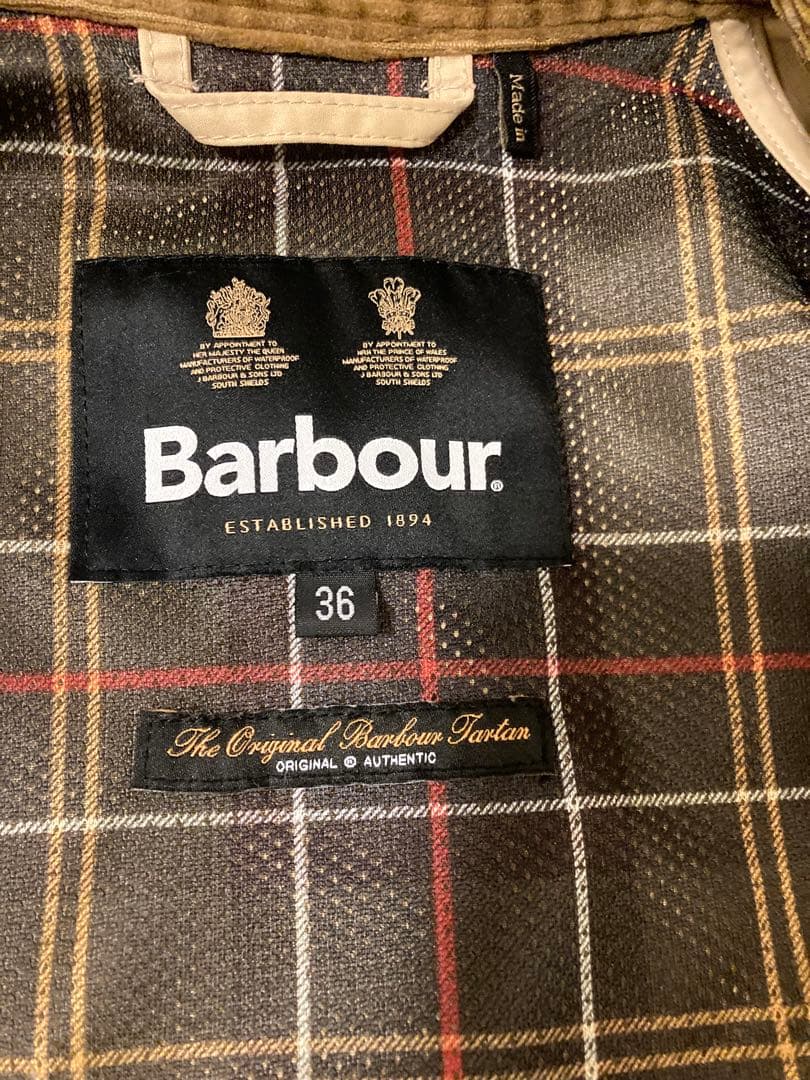 Made in
BY APPOINTMENT TO
HER MAJESTY THE QUEEN
MANUFACTURERS OF WATERPROOF
AND PROTECTIVE CLOTHING
J BARBOUR & SONS LTD
SOUTH SHIELDS
BY APPOINTMENT TO
HRH THE PRINCE OF WALES
MANUFACTURERS OF WATERPROOF
AND PROTECTIVE CLOTHING
J BARBOUR & SONS LTD
SOUTH SHIELDS
Barbour®
ESTABLISHED 1894
36
The Original Barbour Tartan
ORIGINAL ® AUTHENTIC